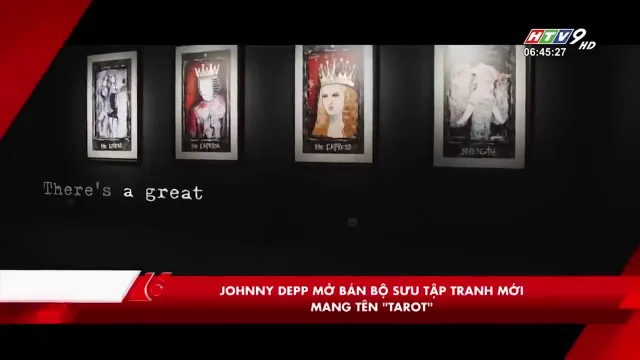 HTV9 HD
06:45:27
THE LOVERS
THE EMPEROR
THE EMPRESS
STRENGTH
There's a great
JOHNNY DEPP MỞ BÁN BỘ SƯU TẬP TRANH MỚI
MANG TÊN "TAROT"